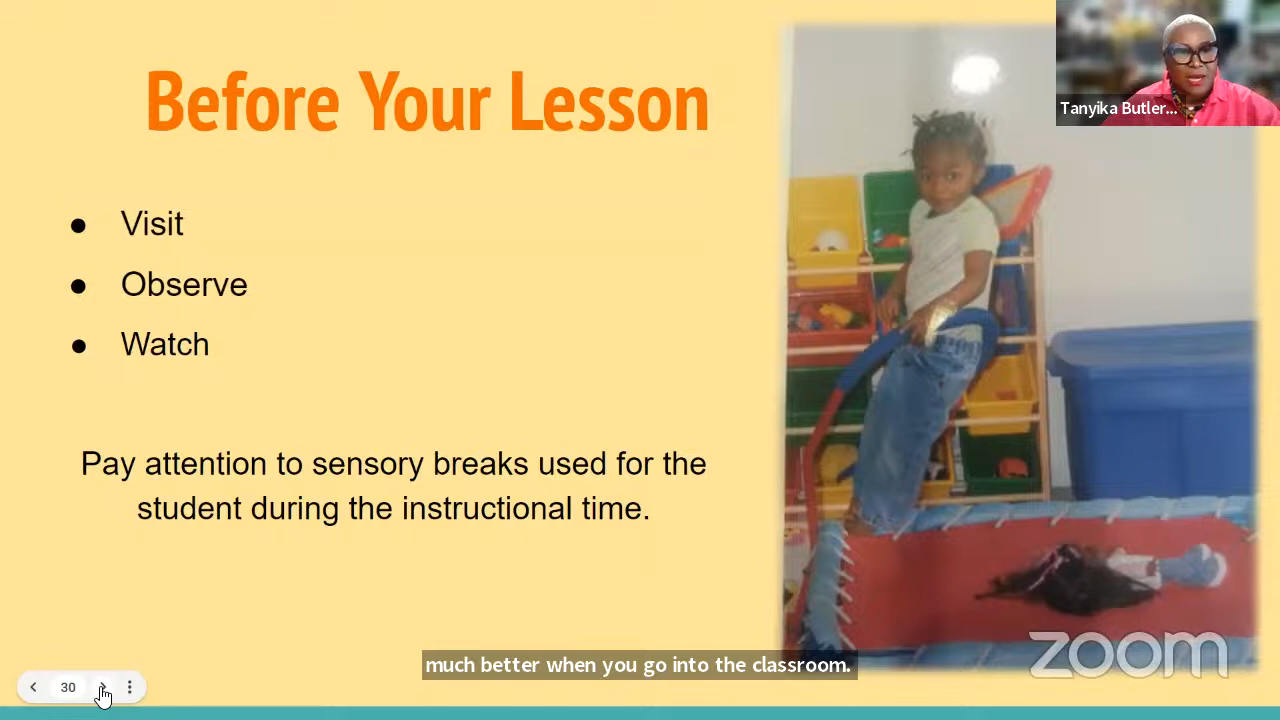 Before Your Lesson
Tanyika Butler...
● Visit
● Observe
● Watch
Pay attention to sensory breaks used for the
student during the instructional time.
much better when you go into the classroom.
30
zoom